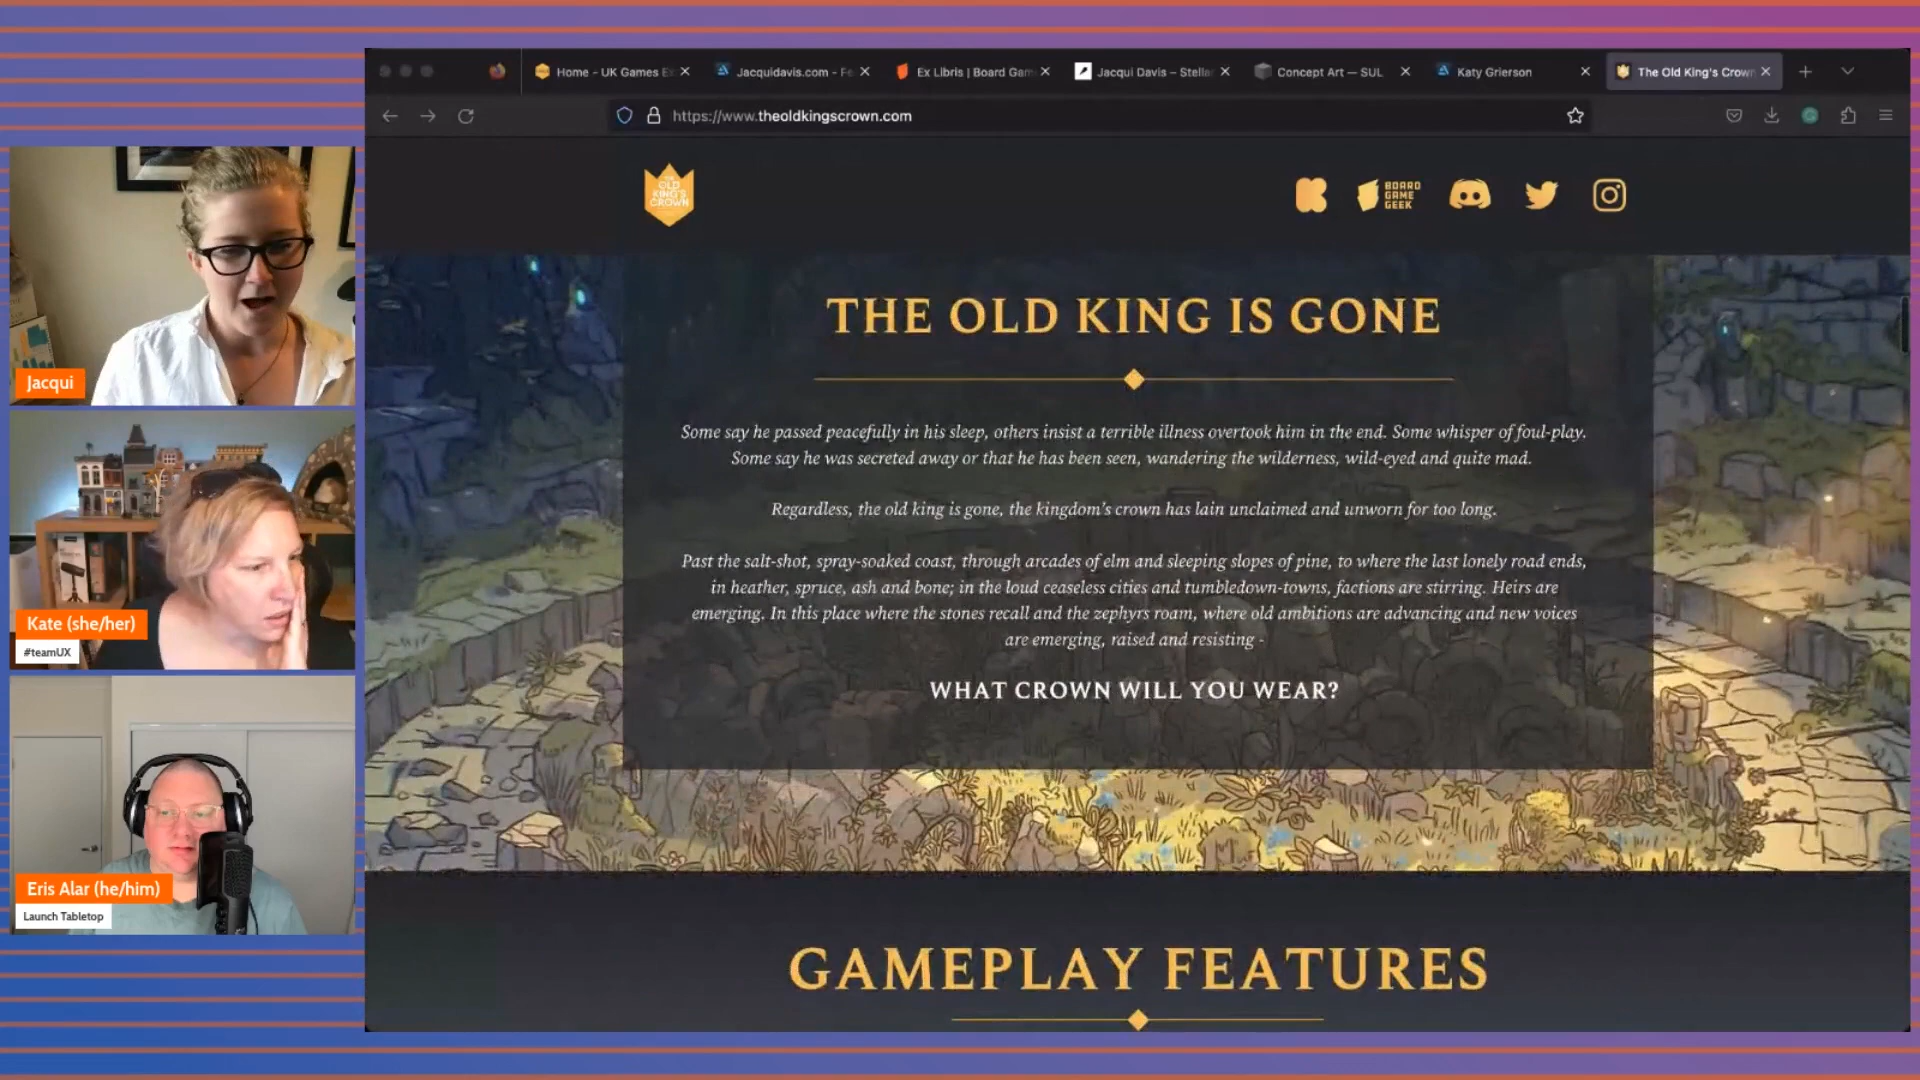 Home - UK Games E
Jacquidavis.com - Fe
Ex Libris | Board Gam
Jacqui Davis – Stella
Concept Art — SUL
Katy Grierson
The Old King's Crown
https://www.theoldkingscrown.com
THE
OLD
KING'S
CROWN
BOARD
GAME
GEEK
THE OLD KING IS GONE
Some say he passed peacefully in his sleep, others insist a terrible illness overtook him in the end. Some whisper of foul-play.
Some say he was secreted away or that he has been seen, wandering the wilderness, wild-eyed and quite mad.
Regardless, the old king is gone, the kingdom's crown has lain unclaimed and unworn for too long.
Past the salt-shot, spray-soaked coast, through arcades of elm and sleeping slopes of pine, to where the last lonely road ends,
in heather, spruce, ash and bone; in the loud ceaseless cities and tumbledown-towns, factions are stirring. Heirs are
emerging. In this place where the stones recall and the zephyrs roam, where old ambitions are advancing and new voices
are emerging, raised and resisting -
WHAT CROWN WILL YOU WEAR?
GAMEPLAY FEATURES
Jacqui
Kate (she/her)
#teamUX
Eris Alar (he/him)
Launch Tabletop